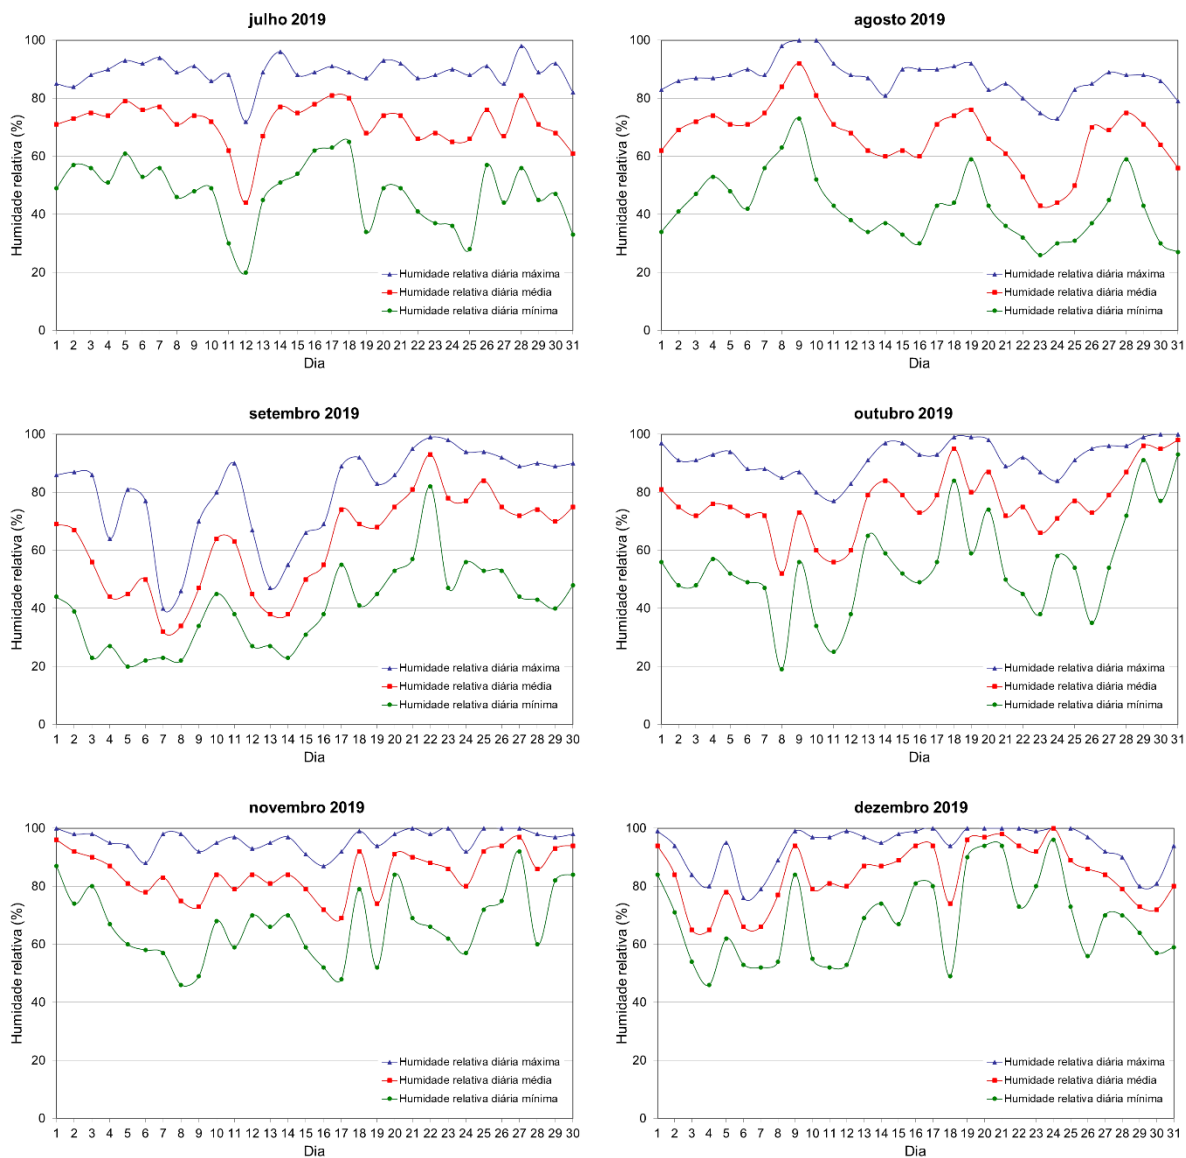 julho 2019
Humidade relativa (%)
100
80
60
40
20
0
Humidade relativa diária máxima
Humidade relativa diária média
Humidade relativa diária mínima
1 2 3 4 5 6 7 8 9 10 11 12 13 14 15 16 17 18 19 20 21 22 23 24 25 26 27 28 29 30 31
Dia
agosto 2019
Humidade relativa (%)
100
80
60
40
20
0
Humidade relativa diária máxima
Humidade relativa diária média
Humidade relativa diária mínima
1 2 3 4 5 6 7 8 9 10 11 12 13 14 15 16 17 18 19 20 21 22 23 24 25 26 27 28 29 30 31
Dia
setembro 2019
Humidade relativa (%)
100
80
60
40
20
0
Humidade relativa diária máxima
Humidade relativa diária média
Humidade relativa diária mínima
1 2 3 4 5 6 7 8 9 10 11 12 13 14 15 16 17 18 19 20 21 22 23 24 25 26 27 28 29 30
Dia
outubro 2019
Humidade relativa (%)
100
80
60
40
20
0
Humidade relativa diária máxima
Humidade relativa diária média
Humidade relativa diária mínima
1 2 3 4 5 6 7 8 9 10 11 12 13 14 15 16 17 18 19 20 21 22 23 24 25 26 27 28 29 30 31
Dia
novembro 2019
Humidade relativa (%)
100
80
60
40
20
0
Humidade relativa diária máxima
Humidade relativa diária média
Humidade relativa diária mínima
1 2 3 4 5 6 7 8 9 10 11 12 13 14 15 16 17 18 19 20 21 22 23 24 25 26 27 28 29 30
Dia
dezembro 2019
Humidade relativa (%)
100
80
60
40
20
0
Humidade relativa diária máxima
Humidade relativa diária média
Humidade relativa diária mínima
1 2 3 4 5 6 7 8 9 10 11 12 13 14 15 16 17 18 19 20 21 22 23 24 25 26 27 28 29 30 31
Dia